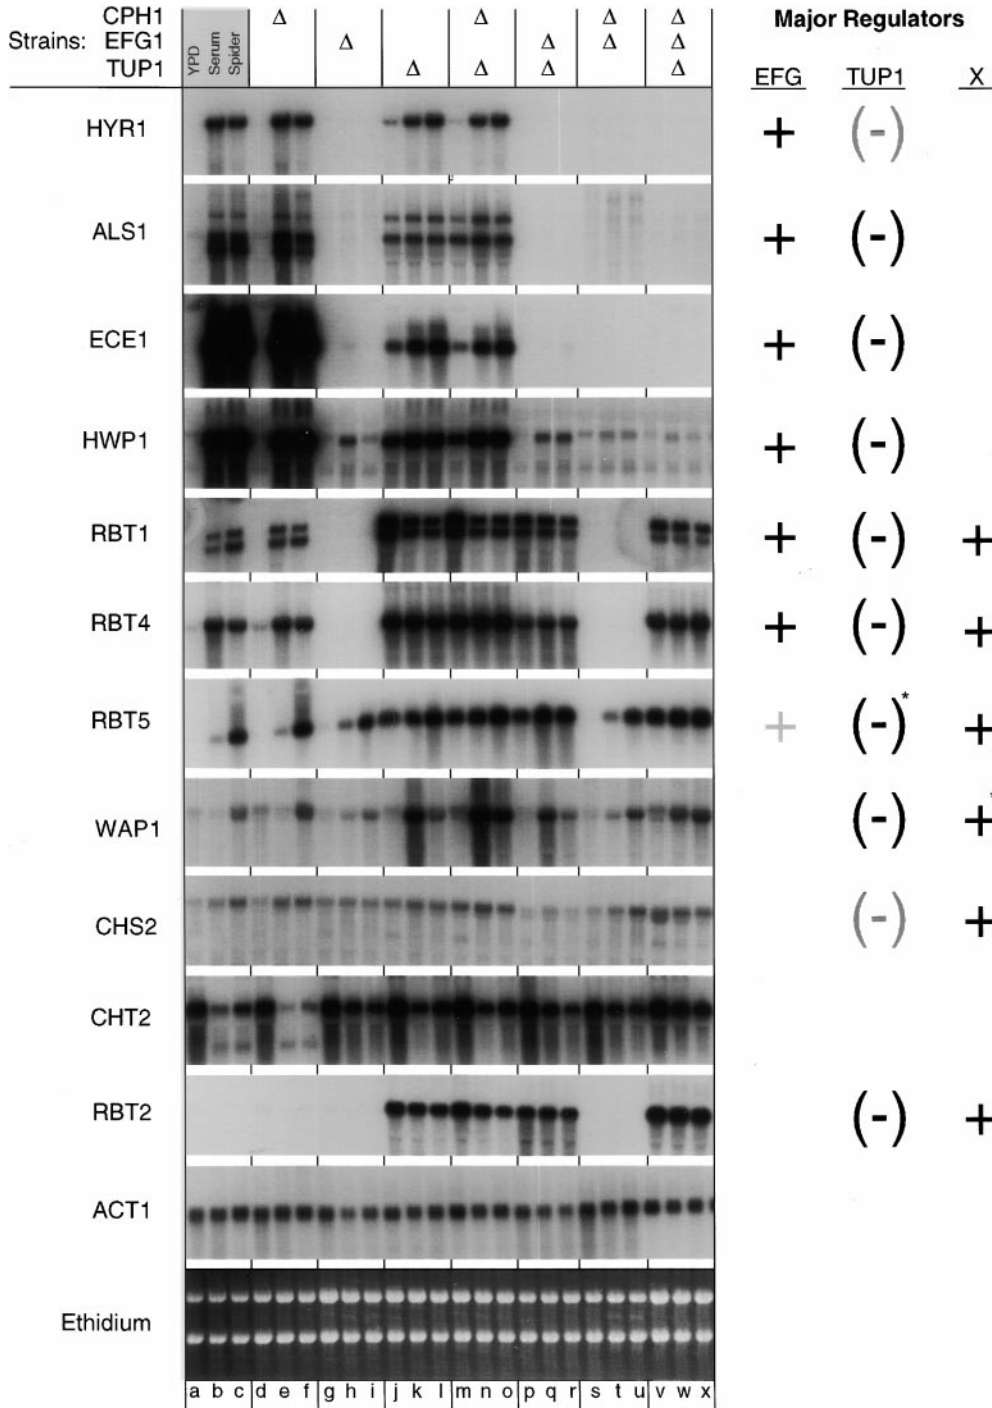 CPH1 Δ Δ Δ Δ
Strains: EFG1 Δ Δ Δ Δ
TUP1 Δ Δ Δ Δ
YPD
Serum
Spider
Major Regulators
EFG TUP1 X
HYR1 + (-)
ALS1 + (-)
ECE1 + (-)
HWP1 + (-)
RBT1 + (-) +
RBT4 + (-) +
RBT5 + (-)* +
WAP1 (-) +
CHS2 (-) +
CHT2
RBT2 (-) +
ACT1
Ethidium
a b c d e f g h i j k l m n o p q r s t u v w x